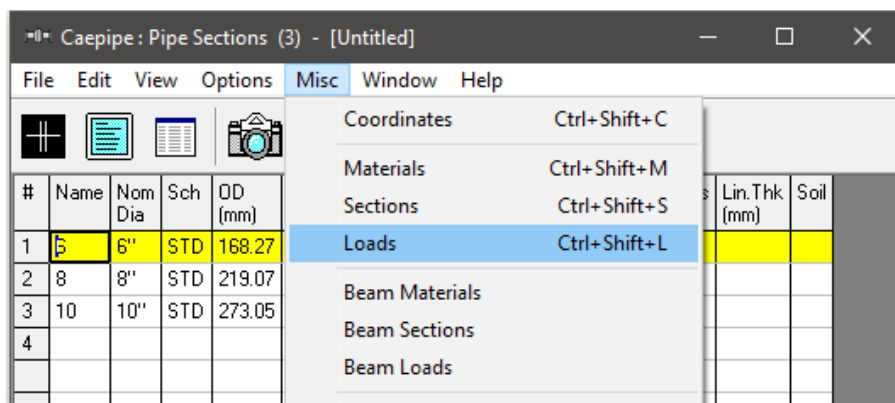 Caepipe : Pipe Sections (3) - [Untitled]
File Edit View Options Misc Window Help
Coordinates Ctrl+Shift+C
Materials Ctrl+Shift+M
Sections Ctrl+Shift+S
Loads Ctrl+Shift+L
Beam Materials
Beam Sections
Beam Loads
# Name Nom Dia Sch OD (mm) Lin.Thk (mm) Soil
1 6 6" STD 168.27
2 8 8" STD 219.07
3 10 10" STD 273.05
4